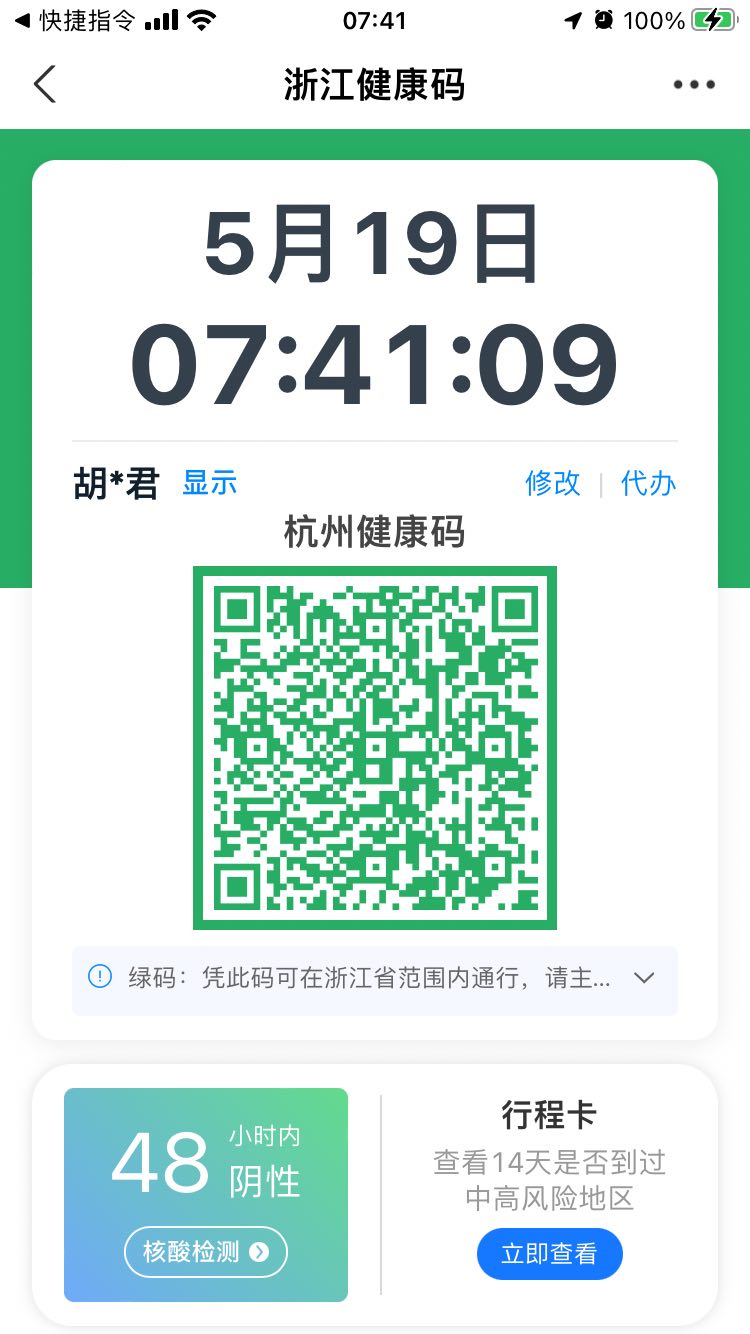 快捷指令 07:41 100%
浙江健康码
5月19日
07:41:09
胡*君 显示 修改 | 代办
杭州健康码
绿码：凭此码可在浙江省范围内通行，请主...
48 小时内
阴性
核酸检测
行程卡
查看14天是否到过
中高风险地区
立即查看